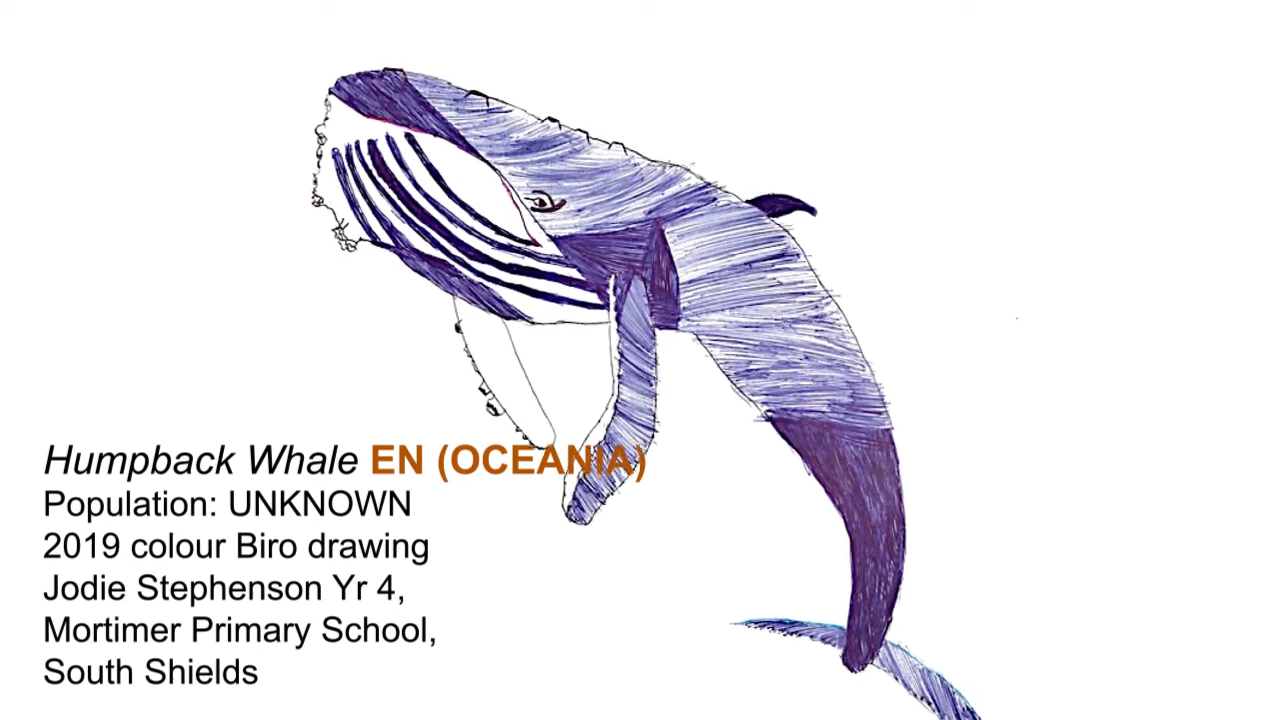 Humpback Whale EN (OCEANIA)
Population: UNKNOWN
2019 colour Biro drawing
Jodie Stephenson Yr 4,
Mortimer Primary School,
South Shields